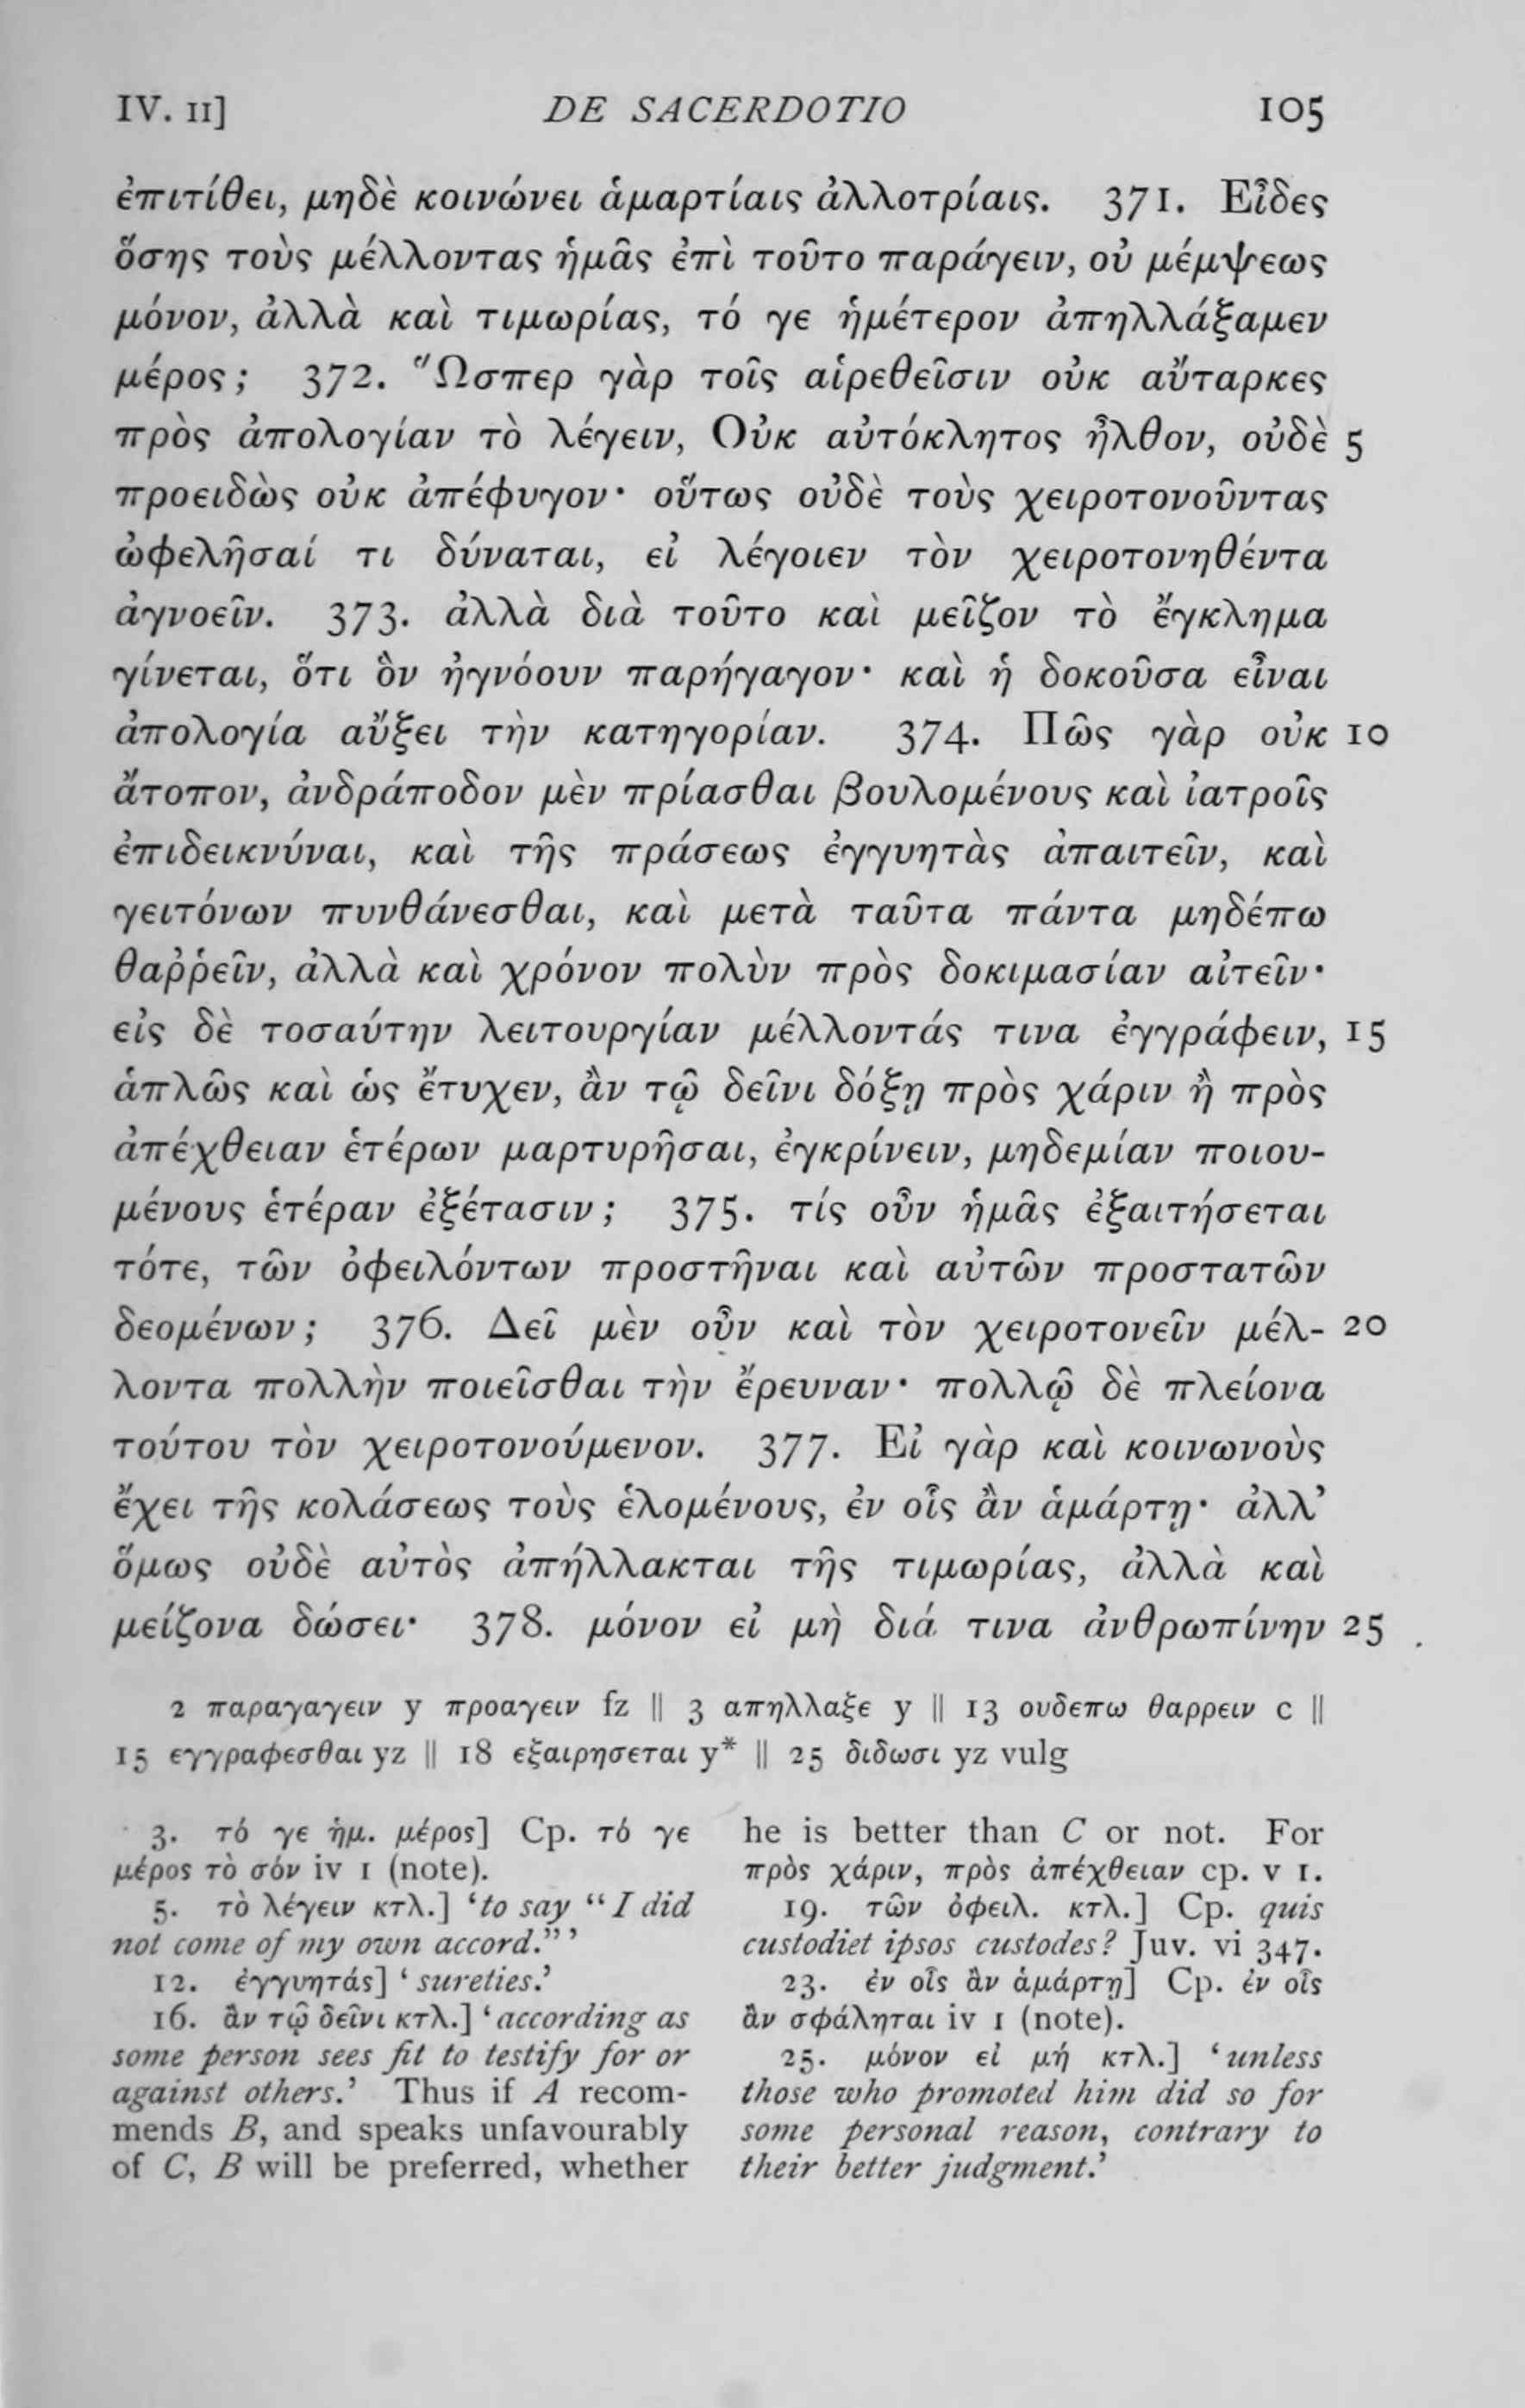 IV. II] DE SACERDOTIO 105
ἐπιτίθει, μηδὲ κοινώνει ἁμαρτίαις ἀλλοτρίαις. 371. Εἶδες
ὅσης τοὺς μέλλοντας ἡμᾶς ἐπὶ τοῦτο παράγειν, οὐ μέμψεως
μόνον, ἀλλὰ καὶ τιμωρίας, τό γε ἡμέτερον ἀπηλλάξαμεν
μέρος; 372. Ὥσπερ γὰρ τοῖς αἱρεθεῖσιν οὐκ αὔταρκες
πρὸς ἀπολογίαν τὸ λέγειν, Οὐκ αὐτόκλητος ἦλθον, οὐδὲ 5
προειδὼς οὐκ ἀπέφυγον· οὕτως οὐδὲ τοὺς χειροτονοῦντας
ὠφελῆσαί τι δύναται, εἰ λέγοιεν τὸν χειροτονηθέντα
ἀγνοεῖν. 373. ἀλλὰ διὰ τοῦτο καὶ μεῖζον τὸ ἔγκλημα
γίνεται, ὅτι ὃν ἠγνόουν παρήγαγον· καὶ ἡ δοκοῦσα εἶναι
ἀπολογία αὔξει τὴν κατηγορίαν. 374. Πῶς γὰρ οὐκ 10
ἄτοπον, ἀνδράποδον μὲν πρίασθαι βουλομένους καὶ ἰατροῖς
ἐπιδεικνύναι, καὶ τῆς πράσεως ἐγγυητὰς ἀπαιτεῖν, καὶ
γειτόνων πυνθάνεσθαι, καὶ μετὰ ταῦτα πάντα μηδέπω
θαῤῥεῖν, ἀλλὰ καὶ χρόνον πολὺν πρὸς δοκιμασίαν αἰτεῖν·
εἰς δὲ τοσαύτην λειτουργίαν μέλλοντάς τινα ἐγγράφειν, 15
ἁπλῶς καὶ ὡς ἔτυχεν, ἂν τῷ δεῖνι δόξῃ πρὸς χάριν ἢ πρὸς
ἀπέχθειαν ἑτέρων μαρτυρῆσαι, ἐγκρίνειν, μηδεμίαν ποιου-
μένους ἑτέραν ἐξέτασιν; 375. τίς οὖν ἡμᾶς ἐξαιτήσεται
τότε, τῶν ὀφειλόντων προστῆναι καὶ αὐτῶν προστατῶν
δεομένων; 376. Δεῖ μὲν οὖν καὶ τὸν χειροτονεῖν μέλ- 20
λοντα πολλὴν ποιεῖσθαι τὴν ἔρευναν· πολλῷ δὲ πλείονα
τούτου τὸν χειροτονούμενον. 377. Εἰ γὰρ καὶ κοινωνοὺς
ἔχει τῆς κολάσεως τοὺς ἑλομένους, ἐν οἷς ἂν ἁμάρτῃ· ἀλλ’
ὅμως οὐδὲ αὐτὸς ἀπήλλακται τῆς τιμωρίας, ἀλλὰ καὶ
μείζονα δώσει· 378. μόνον εἰ μὴ διά τινα ἀνθρωπίνην 25
2 παραγαγειν y προαγειν fz || 3 απηλλαξε y || 13 ουδεπω θαρρειν c ||
15 εγγραφεσθαι yz || 18 εξαιρησεται y* || 25 διδωσι yz vulg
3. τό γε ἡμ. μέρος] Cp. τό γε
μέρος τὸ σόν iv 1 (note).
5. τὸ λέγειν κτλ.] ‘to say “I did
not come of my own accord.”’
12. ἐγγυητάς] ‘sureties.’
16. ἂν τῷ δεῖνι κτλ.] ‘according as
some person sees fit to testify for or
against others.’ Thus if A recom-
mends B, and speaks unfavourably
of C, B will be preferred, whether
he is better than C or not. For
πρὸς χάριν, πρὸς ἀπέχθειαν cp. v 1.
19. τῶν ὀφειλ. κτλ.] Cp. quis
custodiet ipsos custodes? Juv. vi 347.
23. ἐν οἷς ἂν ἁμάρτῃ] Cp. ἐν οἷς
ἂν σφάληται iv 1 (note).
25. μόνον εἰ μή κτλ.] ‘unless
those who promoted him did so for
some personal reason, contrary to
their better judgment.’